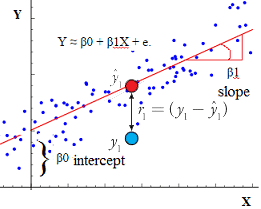 Y
Y ≈ β0 + β1X + e.
ŷ₁
β1
slope
r₁ = (y₁ − ŷ₁)
y₁
β0 intercept
X